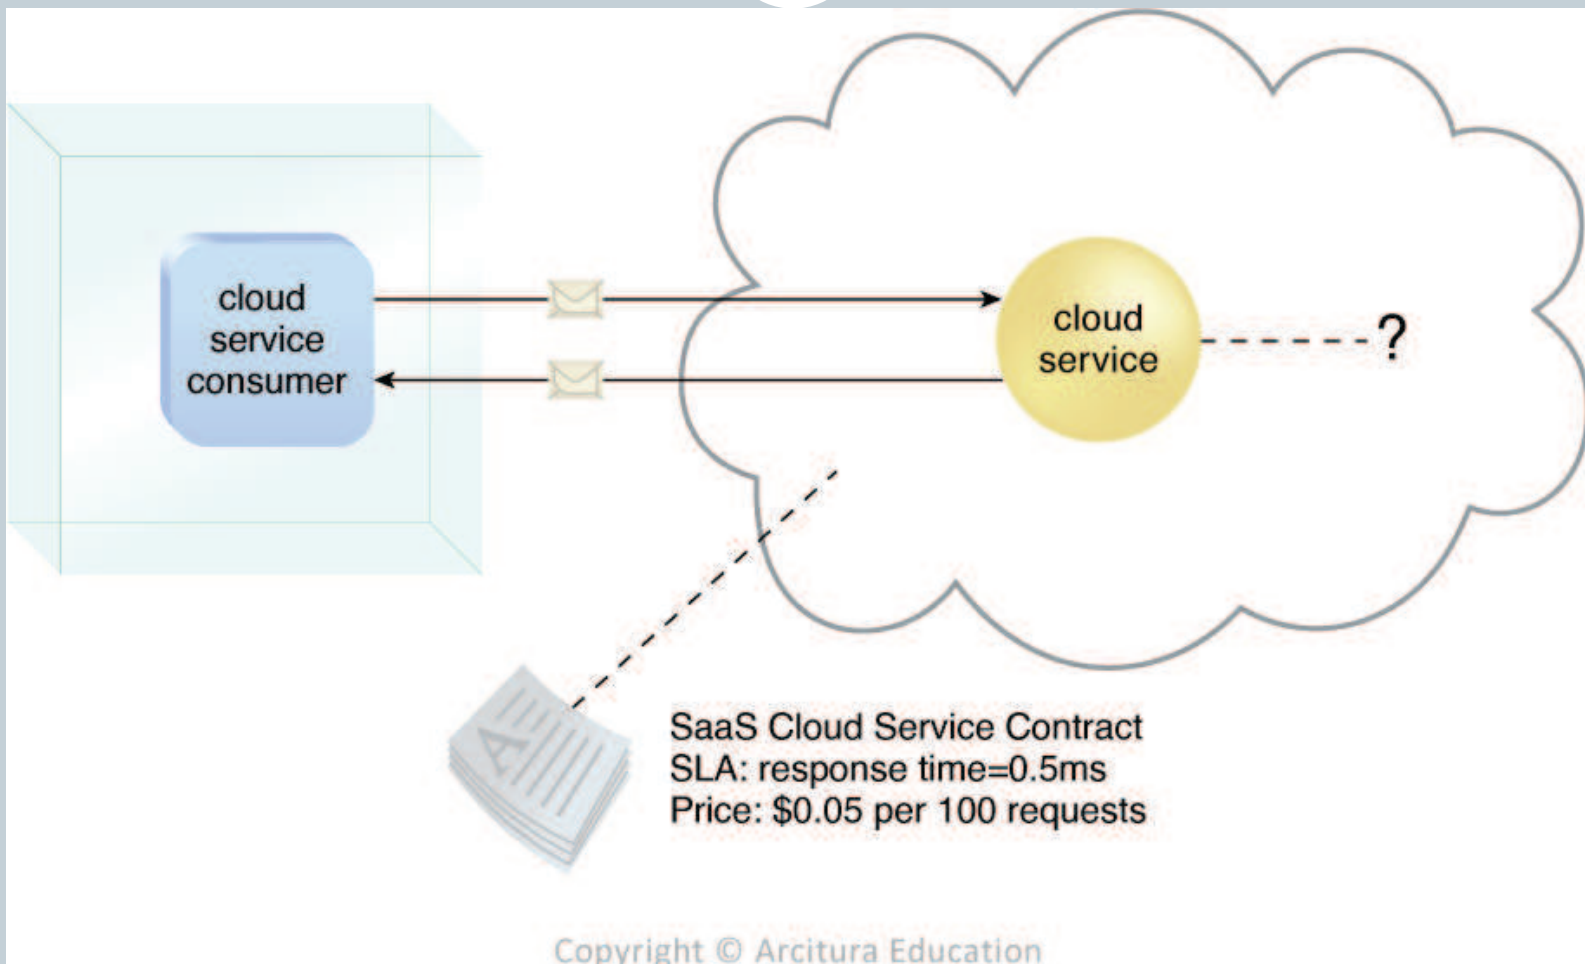 cloud
service
consumer
cloud
service
?
A
SaaS Cloud Service Contract
SLA: response time=0.5ms
Price: $0.05 per 100 requests
Copyright © Arcitura Education